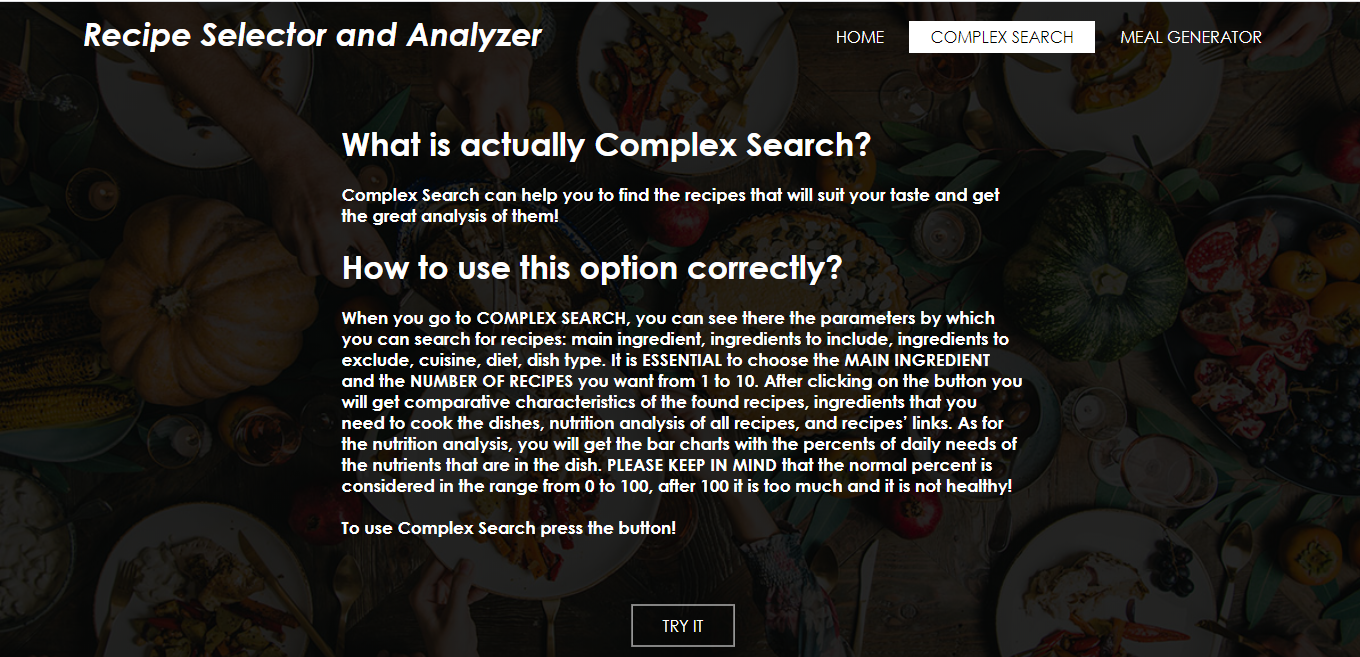 Recipe Selector and Analyzer
HOME
COMPLEX SEARCH
MEAL GENERATOR
What is actually Complex Search?
Complex Search can help you to find the recipes that will suit your taste and get
the great analysis of them!
How to use this option correctly?
When you go to COMPLEX SEARCH, you can see there the parameters by which
you can search for recipes: main ingredient, ingredients to include, ingredients to
exclude, cuisine, diet, dish type. It is ESSENTIAL to choose the MAIN INGREDIENT
and the NUMBER OF RECIPES you want from 1 to 10. After clicking on the button you
will get comparative characteristics of the found recipes, ingredients that you
need to cook the dishes, nutrition analysis of all recipes, and recipes' links. As for
the nutrition analysis, you will get the bar charts with the percents of daily needs of
the nutrients that are in the dish. PLEASE KEEP IN MIND that the normal percent is
considered in the range from 0 to 100, after 100 it is too much and it is not healthy!
To use Complex Search press the button!
TRY IT